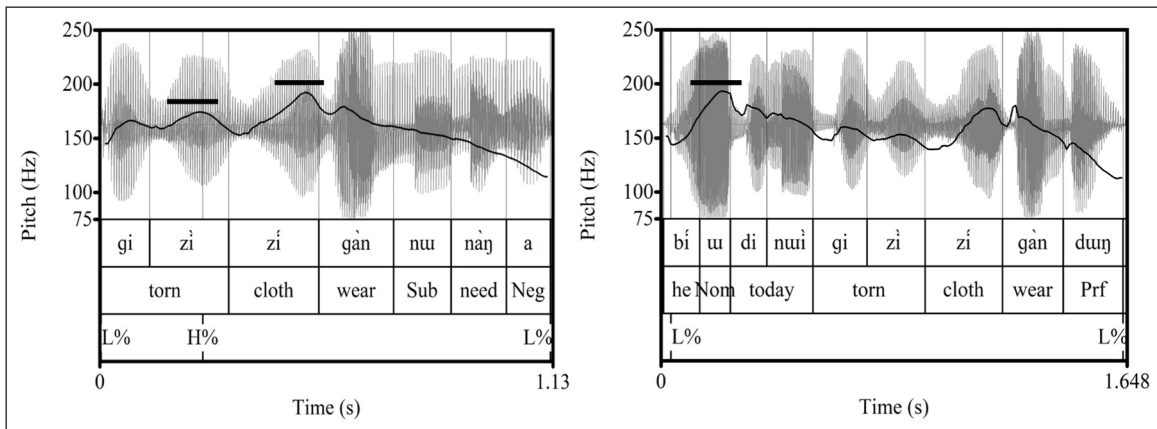 250
200
150
100
75
Pitch (Hz)
gi zì zí gàn nɯ nàŋ a
torn cloth wear Sub need Neg
L% H% L%
0 1.13
Time (s)
250
200
150
100
75
Pitch (Hz)
bí ɯ di nɯì gi zì zí gàn dɯŋ
he Nom today torn cloth wear Prf
L% L%
0 1.648
Time (s)